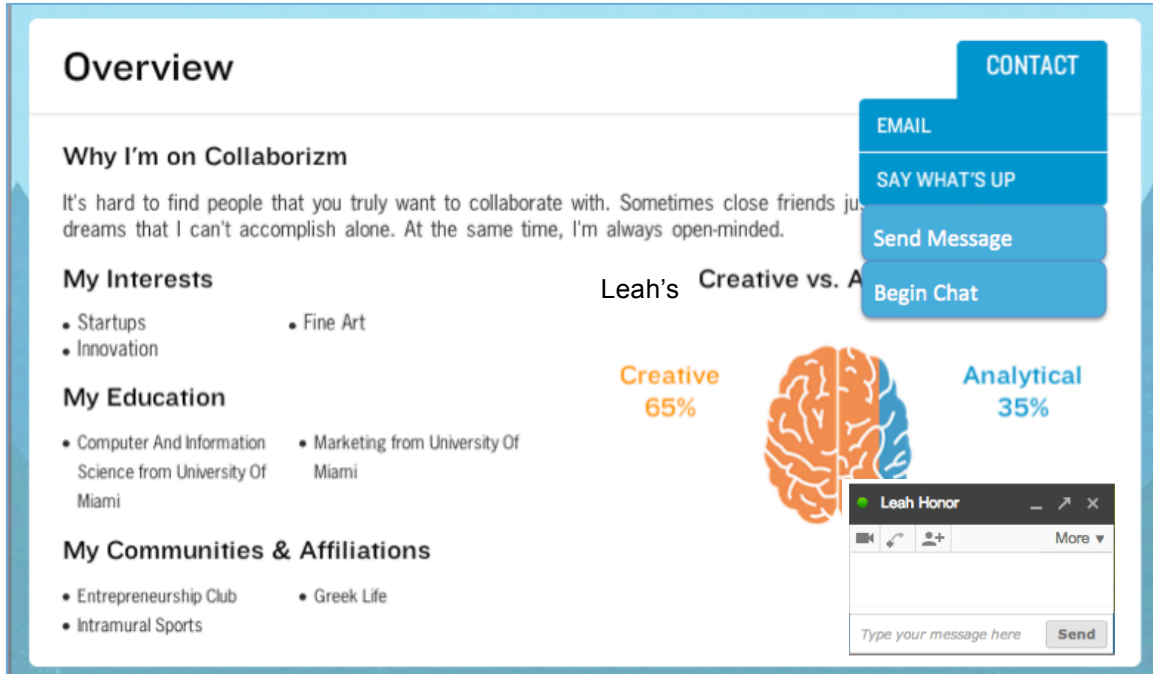 Overview
CONTACT
EMAIL
SAY WHAT'S UP
Send Message
Begin Chat
Why I'm on Collaborizm
It's hard to find people that you truly want to collaborate with. Sometimes close friends
dreams that I can't accomplish alone. At the same time, I'm always open-minded.
My Interests
• Startups
• Fine Art
• Innovation
My Education
• Computer And Information
Science from University Of
Miami
• Marketing from University Of
Miami
My Communities & Affiliations
• Entrepreneurship Club
• Greek Life
• Intramural Sports
Leah's Creative vs.
Creative
65%
Analytical
35%
Leah Honor
More
Type your message here
Send